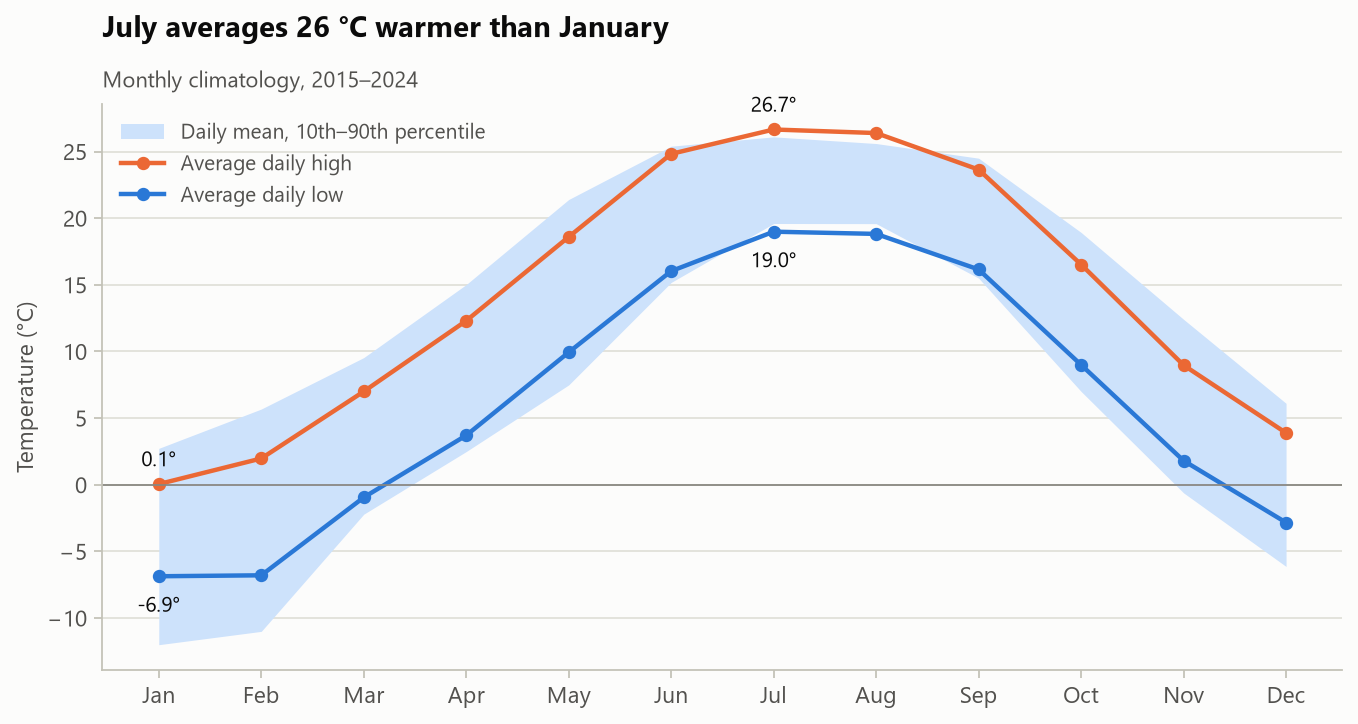 July averages 26 °C warmer than January
Monthly climatology, 2015–2024
Daily mean, 10th–90th percentile
Average daily high
Average daily low
Temperature (°C)
25
20
15
10
5
0
−5
−10
26.7°
19.0°
0.1°
-6.9°
Jan Feb Mar Apr May Jun Jul Aug Sep Oct Nov Dec